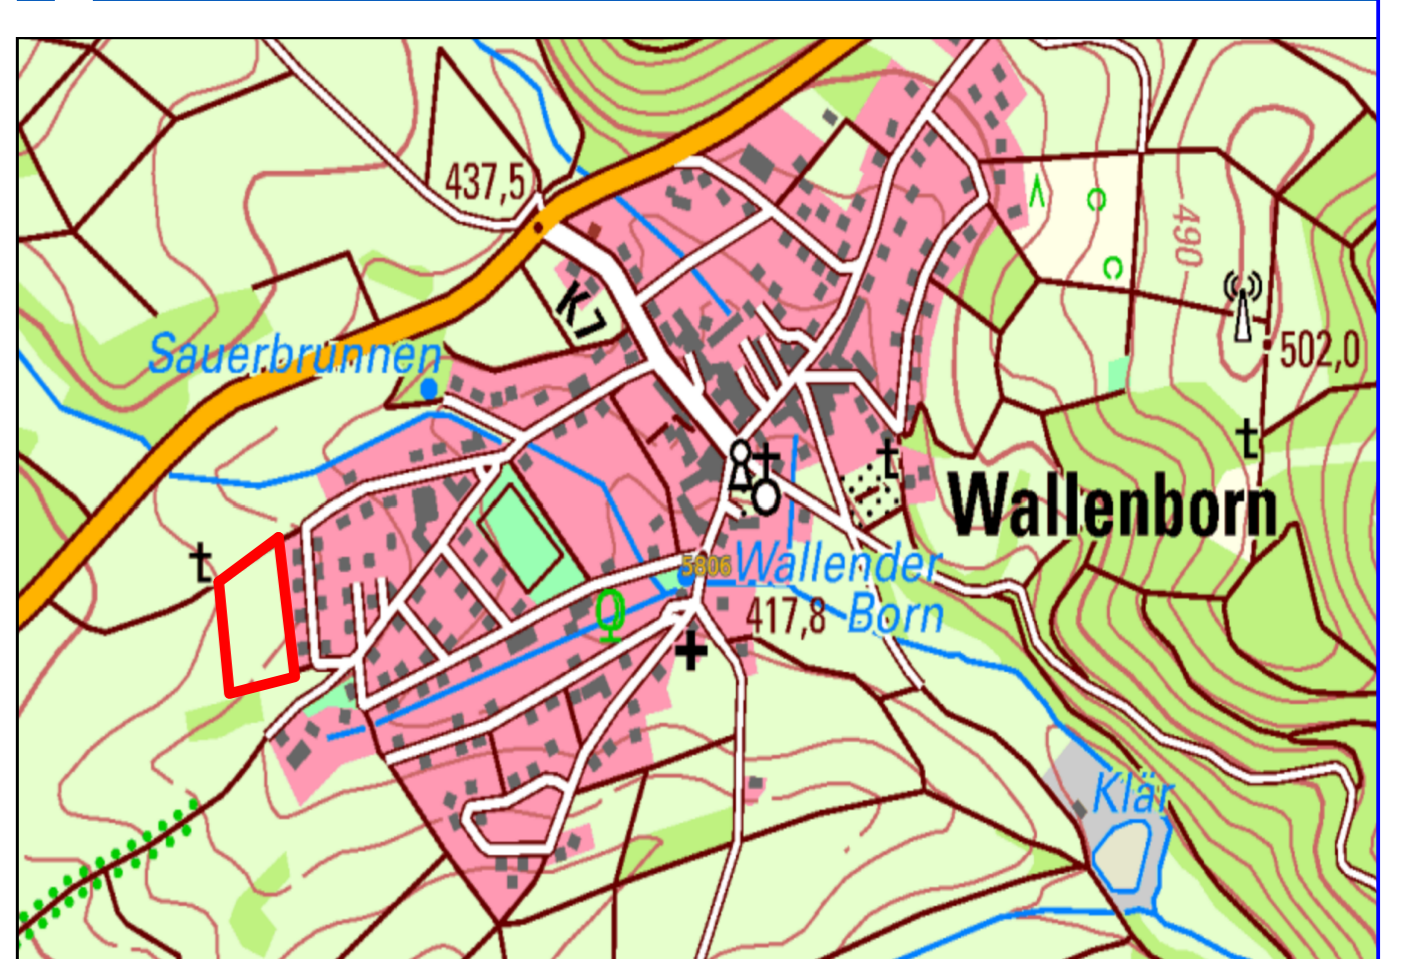 437,5
490
K7
Sauerbrunnen
502,0
Wallenborn
5806
Wallender
Born
417,8
Klär